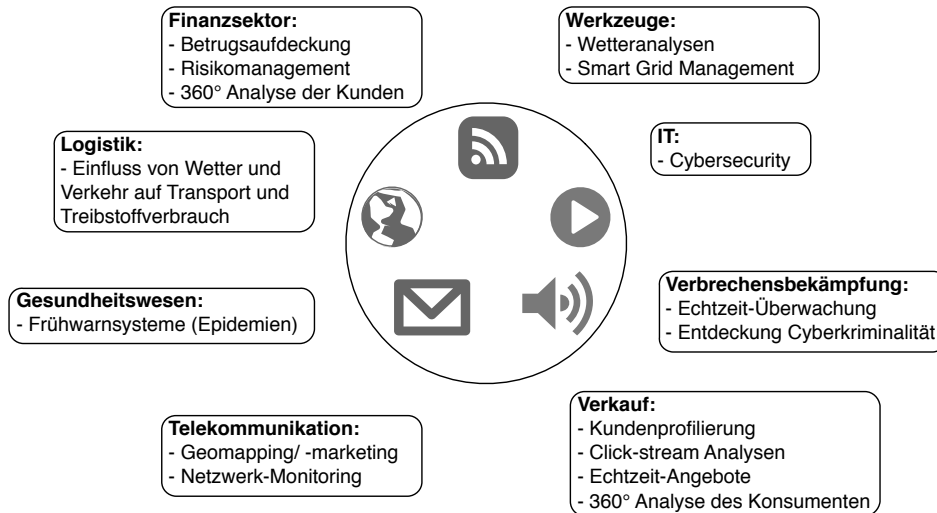 Finanzsektor:
- Betrugsaufdeckung
- Risikomanagement
- 360° Analyse der Kunden
Werkzeuge:
- Wetteranalysen
- Smart Grid Management
Logistik:
- Einfluss von Wetter und
Verkehr auf Transport und
Treibstoffverbrauch
IT:
- Cybersecurity
Gesundheitswesen:
- Frühwarnsysteme (Epidemien)
Verbrechensbekämpfung:
- Echtzeit-Überwachung
- Entdeckung Cyberkriminalität
Telekommunikation:
- Geomapping/ -marketing
- Netzwerk-Monitoring
Verkauf:
- Kundenprofilierung
- Click-stream Analysen
- Echtzeit-Angebote
- 360° Analyse des Konsumenten